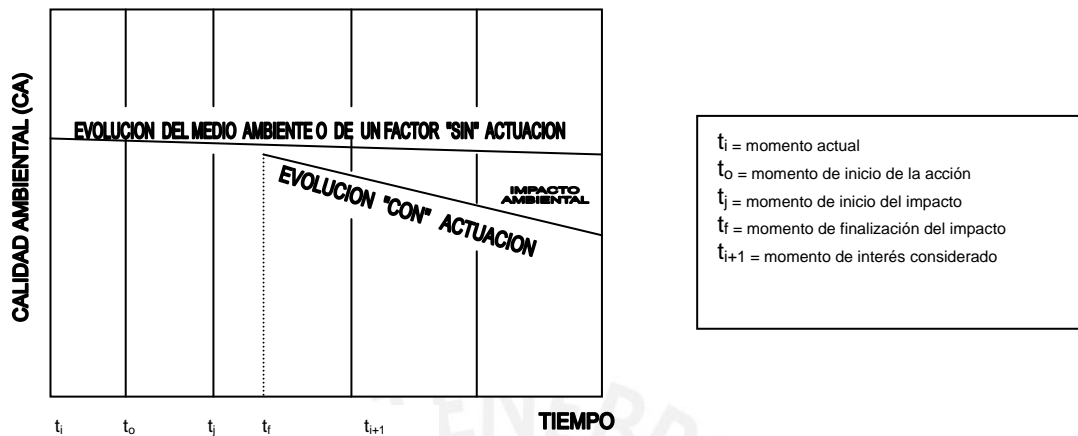 CALIDAD AMBIENTAL (CA)
EVOLUCION DEL MEDIO AMBIENTE O DE UN FACTOR "SIN" ACTUACION
EVOLUCION "CON" ACTUACION
IMPACTO
AMBIENTAL
ti to tj tf ti+1
TIEMPO
ti = momento actual
to = momento de inicio de la acción
tj = momento de inicio del impacto
tf = momento de finalización del impacto
ti+1 = momento de interés considerado